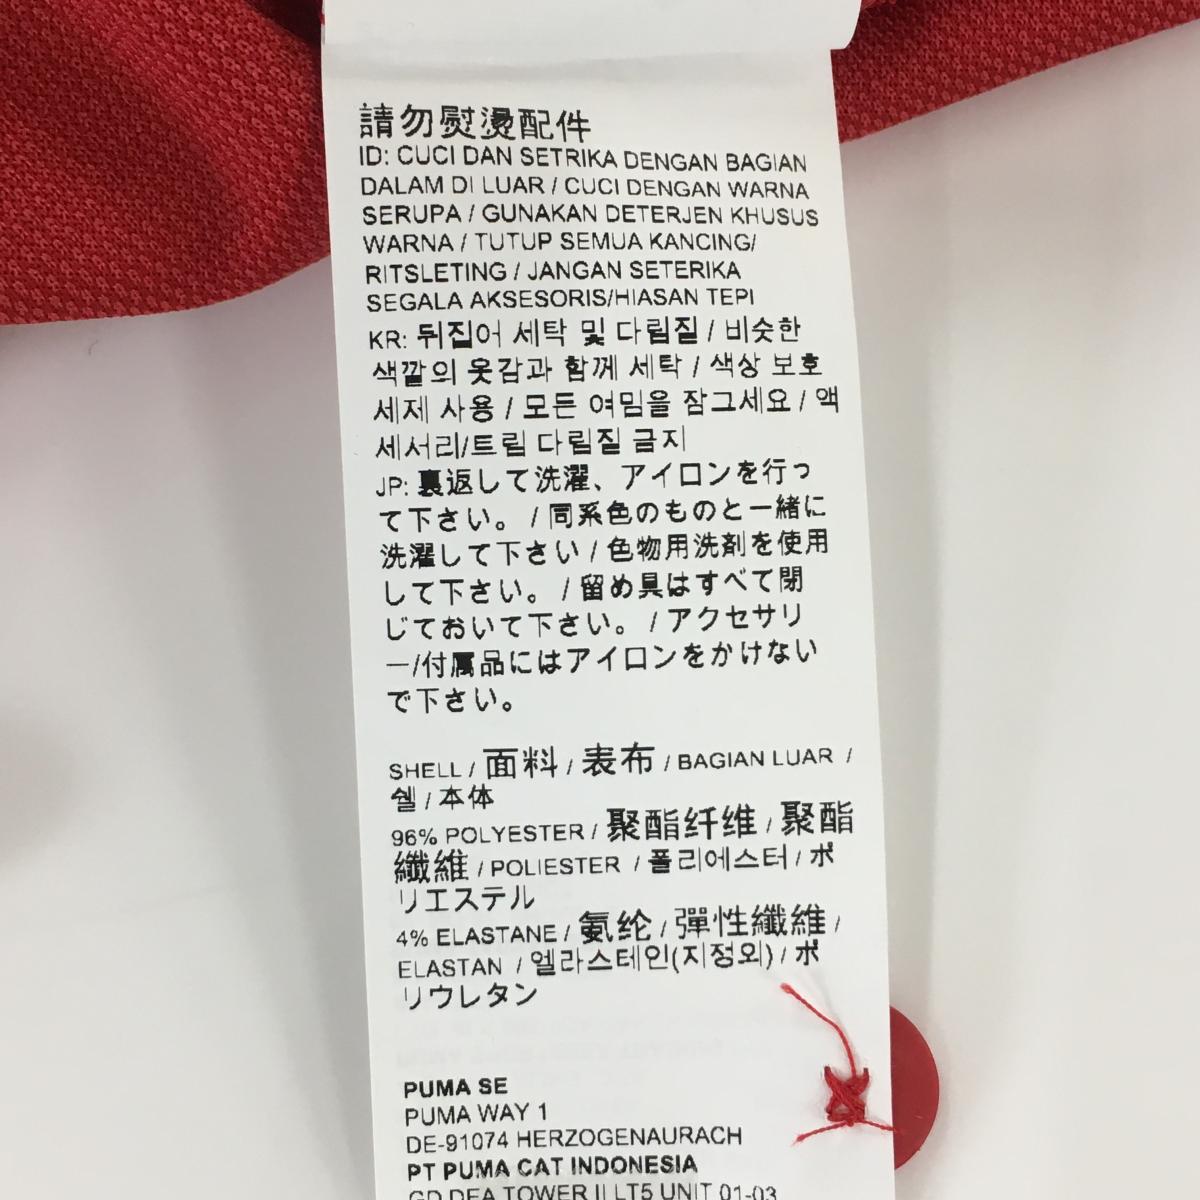 請勿熨燙配件
ID: CUCI DAN SETRIKA DENGAN BAGIAN
DALAM DI LUAR / CUCI DENGAN WARNA
SERUPA / GUNAKAN DETERJEN KHUSUS
WARNA / TUTUP SEMUA KANCING/
RITSLETING / JANGAN SETERIKA
SEGALA AKSESORIS/HIASAN TEPI
KR: 뒤집어 세탁 및 다림질 / 비슷한
색깔의 옷감과 함께 세탁 / 색상 보호
세제 사용 / 모든 여밈을 잠그세요 / 액
세서리/트림 다림질 금지
JP: 裏返して洗濯、アイロンを行っ
て下さい。 / 同系色のものと一緒に
洗濯して下さい / 色物用洗剤を使用
して下さい。 / 留め具はすべて閉
じておいて下さい。 / アクセサリ
ー/付属品にはアイロンをかけない
で下さい。
SHELL / 面料 / 表布 / BAGIAN LUAR /
쉘 / 本体
96% POLYESTER / 聚酯纤维 / 聚酯
纖維 / POLIESTER / 폴리에스터 / ポ
リエステル
4% ELASTANE / 氨纶 / 彈性纖維 /
ELASTAN / 엘라스테인(지정외) / ポ
リウレタン
PUMA SE
PUMA WAY 1
DE-91074 HERZOGENAURACH
PT PUMA CAT INDONESIA
GD DEA TOWER II LT5 UNIT 01-03